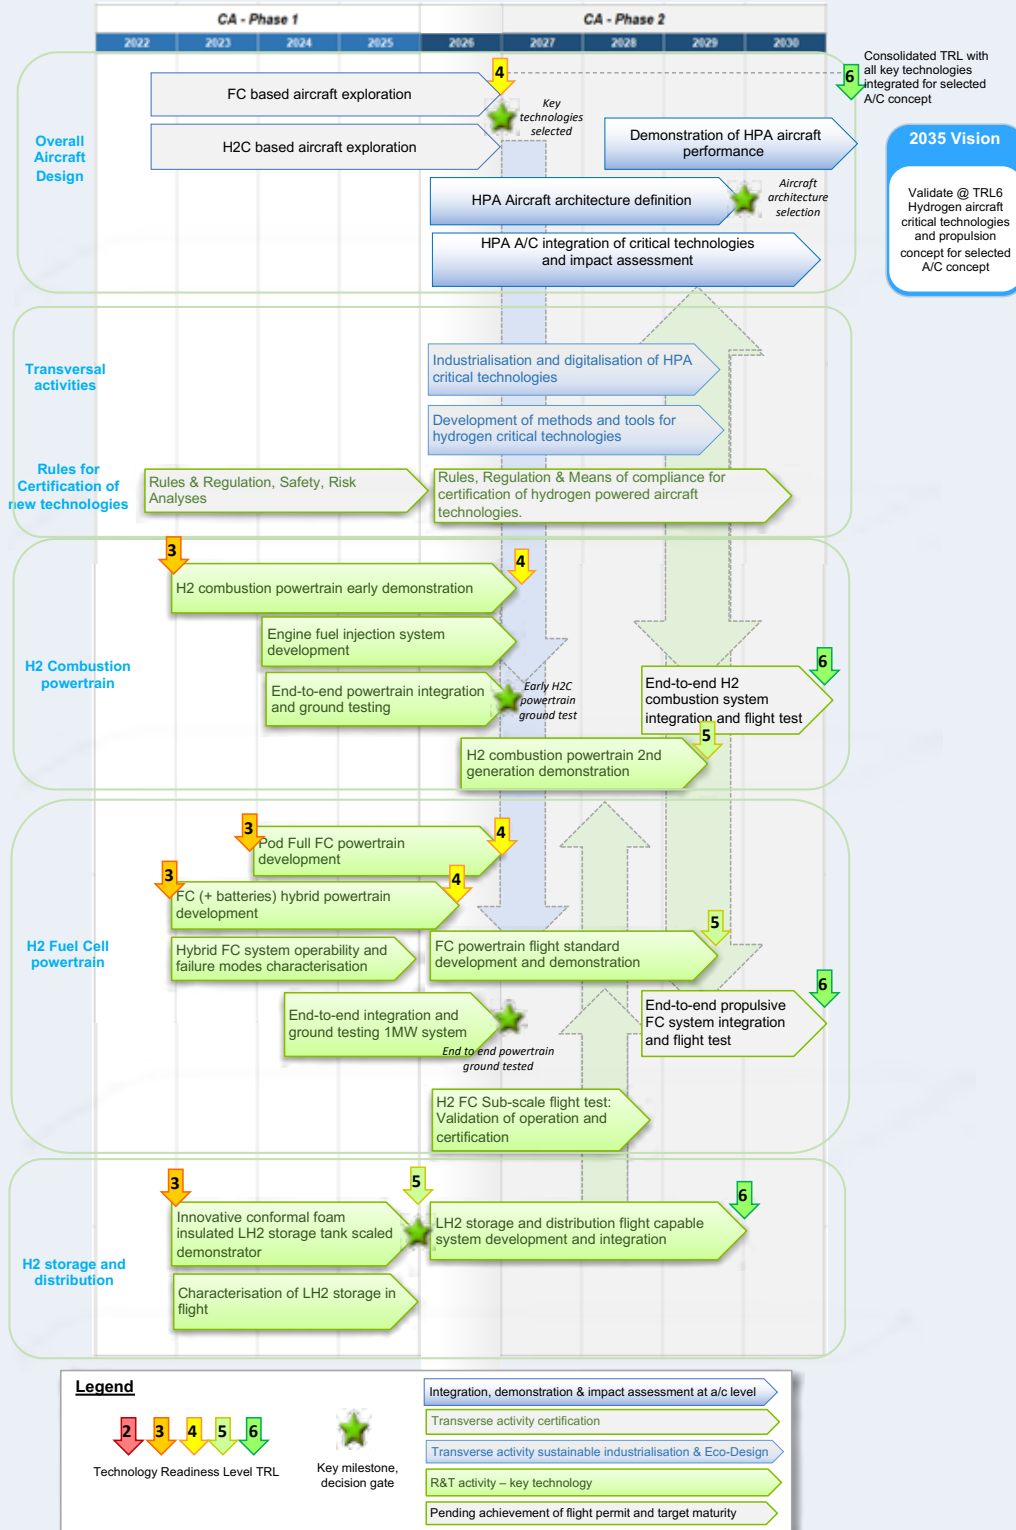 CA - Phase 1
CA - Phase 2
2022
2023
2024
2025
2026
2027
2028
2029
2030
Overall
Aircraft
Design
FC based aircraft exploration
4
Key
technologies
selected
6
Consolidated TRL with
all key technologies
integrated for selected
A/C concept
H2C based aircraft exploration
Demonstration of HPA aircraft
performance
HPA Aircraft architecture definition
Aircraft
architecture
selection
HPA A/C integration of critical technologies
and impact assessment
2035 Vision
Validate @ TRL6
Hydrogen aircraft
critical technologies
and propulsion
concept for selected
A/C concept
Transversal
activities
Industrialisation and digitalisation of HPA
critical technologies
Development of methods and tools for
hydrogen critical technologies
Rules for
Certification of
new technologies
Rules & Regulation, Safety, Risk
Analyses
Rules, Regulation & Means of compliance for
certification of hydrogen powered aircraft
technologies.
H2 Combustion
powertrain
3
H2 combustion powertrain early demonstration
4
Engine fuel injection system
development
End-to-end powertrain integration
and ground testing
Early H2C
powertrain
ground test
End-to-end H2
combustion system
integration and flight test
6
H2 combustion powertrain 2nd
generation demonstration
5
H2 Fuel Cell
powertrain
3
Pod Full FC powertrain
development
4
3
FC (+ batteries) hybrid powertrain
development
4
Hybrid FC system operability and
failure modes characterisation
FC powertrain flight standard
development and demonstration
5
End-to-end integration and
ground testing 1MW system
End to end powertrain
ground tested
End-to-end propulsive
FC system integration
and flight test
6
H2 FC Sub-scale flight test:
Validation of operation and
certification
H2 storage and
distribution
3
Innovative conformal foam
insulated LH2 storage tank scaled
demonstrator
5
LH2 storage and distribution flight capable
system development and integration
6
Characterisation of LH2 storage in
flight
Legend
2
3
4
5
6
Technology Readiness Level TRL
Key milestone,
decision gate
Integration, demonstration & impact assessment at a/c level
Transverse activity certification
Transverse activity sustainable industrialisation & Eco-Design
R&T activity – key technology
Pending achievement of flight permit and target maturity